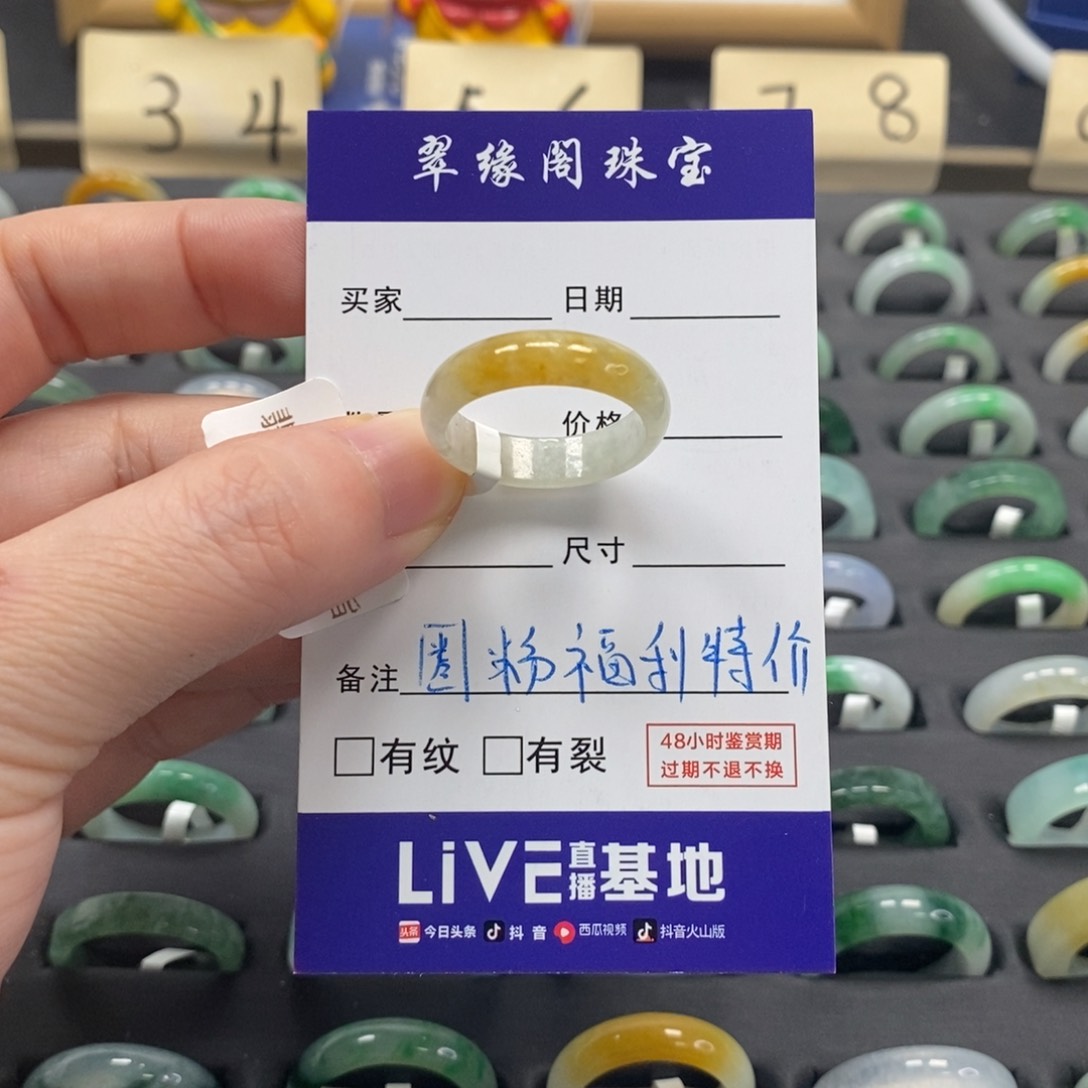 3 4
8
翠缘阁珠宝
买家 日期
价格
尺寸
备注 圈粉福利特价
有纹 有裂
48小时鉴赏期
过期不退不换
LiVE直播基地
头条 今日头条 抖音 西瓜视频 抖音火山版